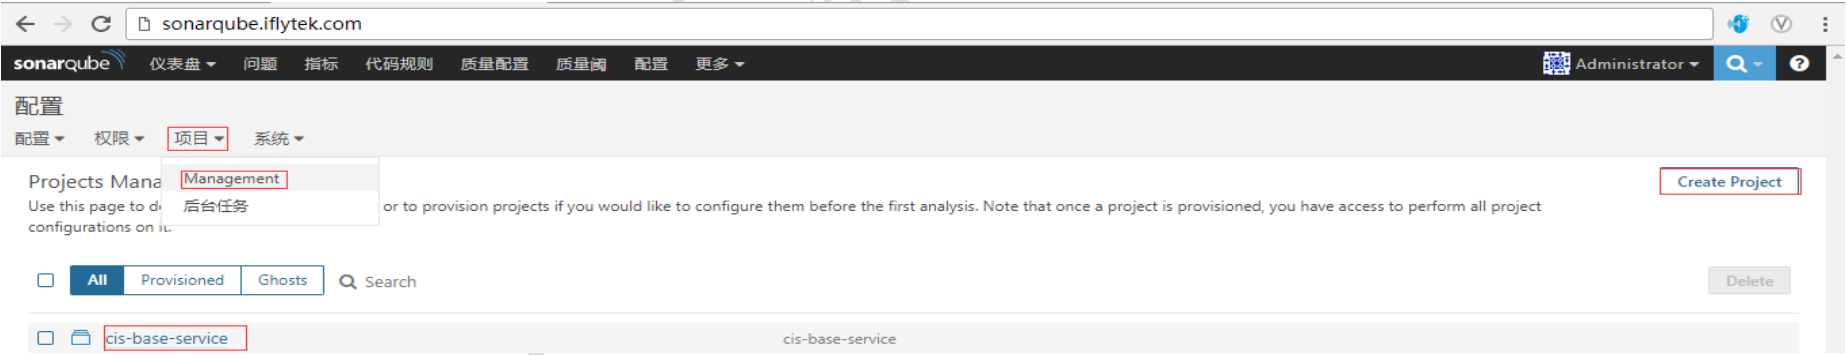 sonarqube.iflytek.com
sonarqube 仪表盘 问题 指标 代码规则 质量配置 质量阈 配置 更多 Administrator
配置
配置 权限 项目 系统
Projects Mana
Management
Create Project
Use this page to de
后台任务
or to provision projects if you would like to configure them before the first analysis. Note that once a project is provisioned, you have access to perform all project
configurations on it.
All Provisioned Ghosts Search Delete
cis-base-service cis-base-service